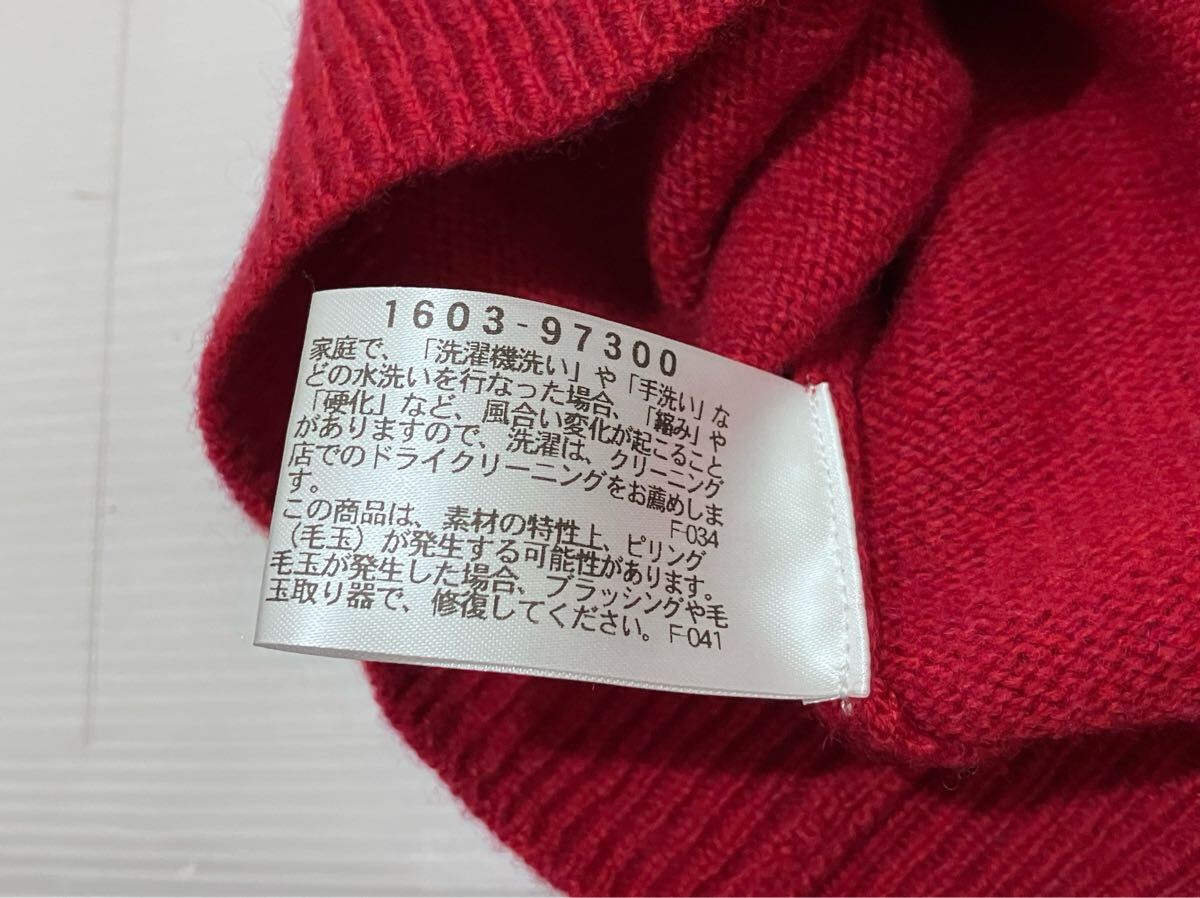 1603-97300
家庭で、「洗濯機洗い」や「手洗い」な
どの水洗いを行なった場合、「縮み」や
「硬化」など、風合い変化が起こること
がありますので、洗濯は、クリーニング
店でのドライクリーニングをお薦めしま
す。 F-034
この商品は、素材の特性上、ピリング
（毛玉）が発生する可能性があります。
毛玉が発生した場合、ブラッシングや毛
玉取り器で、修復してください。F-041